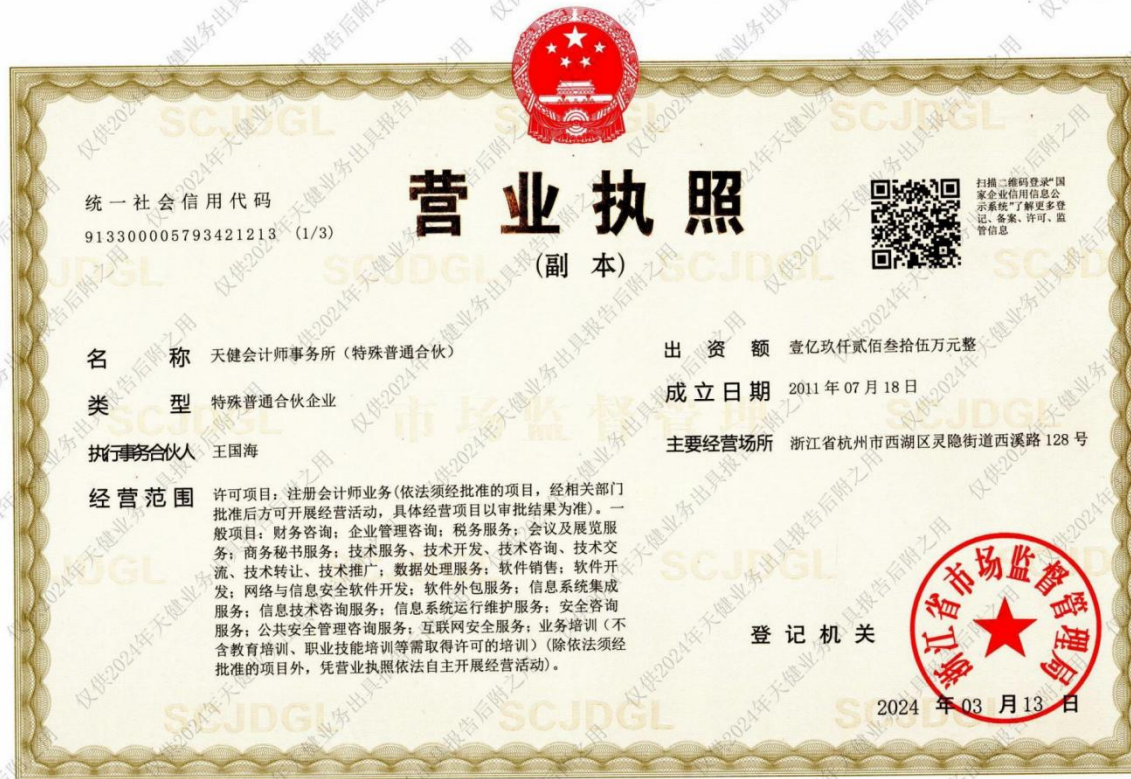 营业执照
(副 本)
统一社会信用代码
913300005793421213 (1/3)
扫描二维码登录“国
家企业信用信息公
示系统”了解更多登
记、备案、许可、监
管信息
名 称 天健会计师事务所（特殊普通合伙）
类 型 特殊普通合伙企业
执行事务合伙人 王国海
经营范围 许可项目：注册会计师业务(依法须经批准的项目，经相关部门
批准后方可开展经营活动，具体经营项目以审批结果为准)。一
般项目：财务咨询；企业管理咨询；税务服务；会议及展览服
务；商务秘书服务；技术服务、技术开发、技术咨询、技术交
流、技术转让、技术推广；数据处理服务；软件销售；软件开
发；网络与信息安全软件开发；软件外包服务；信息系统集成
服务；信息技术咨询服务；信息系统运行维护服务；安全咨询
服务；公共安全管理咨询服务；互联网安全服务；业务培训（不
含教育培训、职业技能培训等需取得许可的培训）(除依法须经
批准的项目外，凭营业执照依法自主开展经营活动)。
出 资 额 壹亿玖仟贰佰叁拾伍万元整
成立日期 2011 年 07 月 18 日
主要经营场所 浙江省杭州市西湖区灵隐街道西溪路 128 号
登记机关
浙江省市场监督管理局
2024 年 03 月 13 日
SCJDGL
市场监督管理
仅供2024年天健业务出具报告后附之用